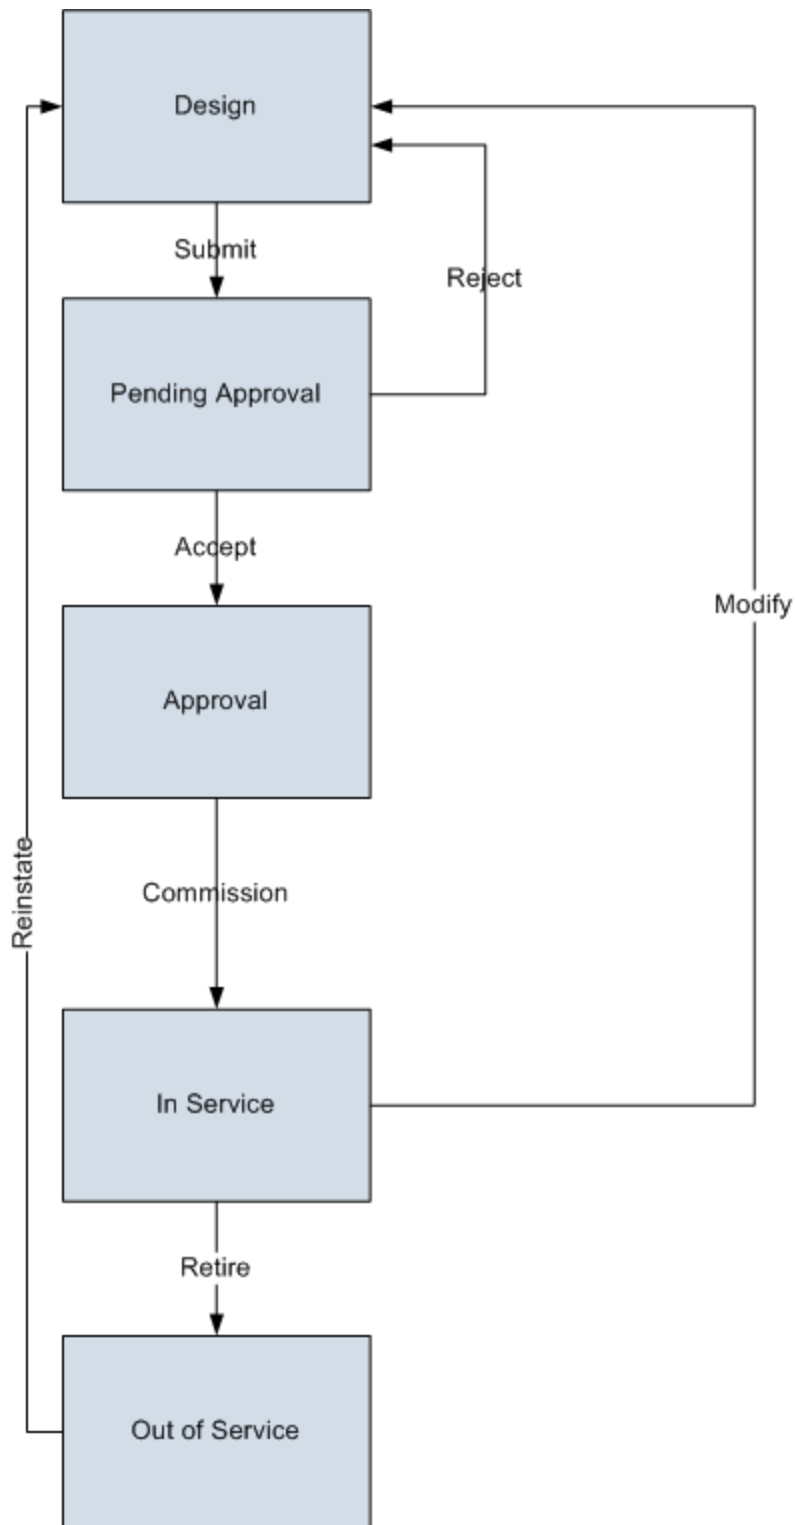 Design
Submit
Reject
Pending Approval
Accept
Modify
Approval
Reinstate
Commission
In Service
Retire
Out of Service